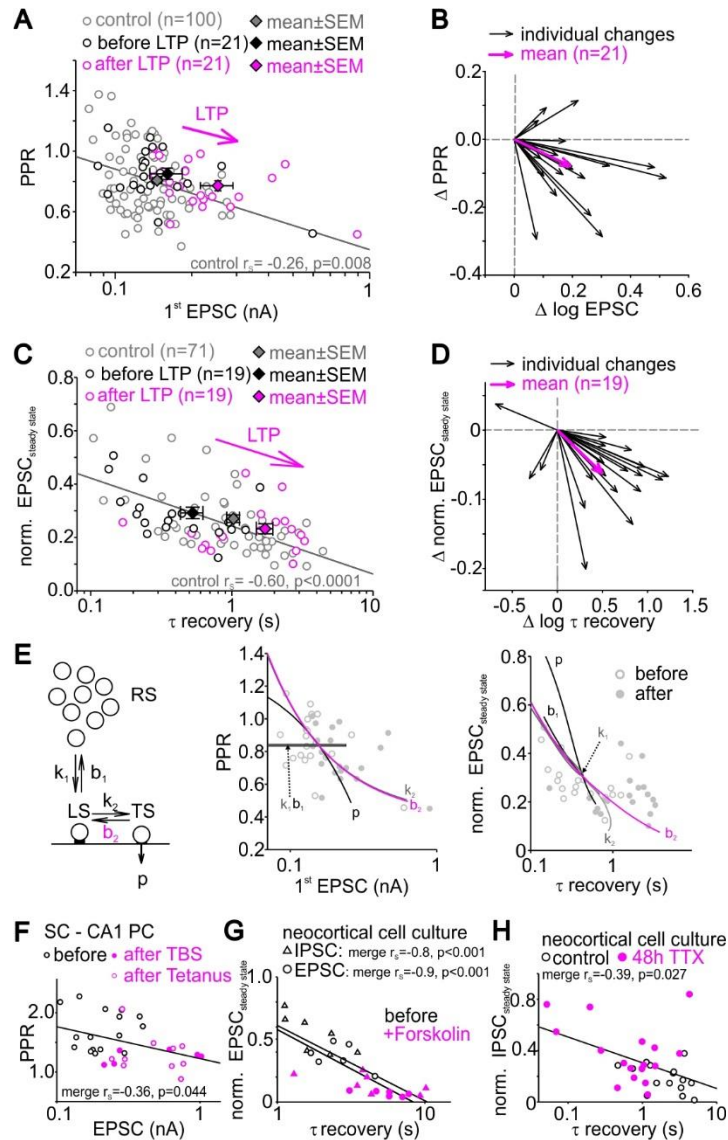 A
control (n=100) mean±SEM
before LTP (n=21) mean±SEM
after LTP (n=21) mean±SEM
LTP
PPR
1.4
1.0
0.6
0.2
control rs= -0.26, p=0.008
0.1 1
1st EPSC (nA)
B
individual changes
mean (n=21)
Δ PPR
0.2
0.0
-0.2
-0.4
0 0.2 0.4 0.6
Δ log EPSC
C
control (n=71) mean±SEM
before LTP (n=19) mean±SEM
after LTP (n=19) mean±SEM
LTP
norm. EPSCsteady state
0.8
0.6
0.4
0.2
0.0
control rs= -0.60, p<0.0001
0.1 1 10
τ recovery (s)
D
individual changes
mean (n=19)
Δ norm. EPSCstaedy state
0
-0.1
-0.2
-0.5 0.0 0.5 1.0
Δ log τ recovery
E
RS
k1 b1
LS k2 TS
b2
p
PPR
1.4
1.2
1.0
0.8
0.6
0.4
0.2
k1 b1 p k2
b2
0.1 1
1st EPSC (nA)
norm. EPSCsteady state
0.8
0.6
0.4
0.2
0.0
p
before
after
b1
k1
k2
b2
0.1 1
τ recovery (s)
F SC - CA1 PC
before after TBS
after Tetanus
PPR
2.0
1.5
1.0
merge rs=-0.36, p=0.044
0.1 1
EPSC (nA)
G neocortical cell culture
IPSC: merge rs=-0.8, p<0.001
EPSC: merge rs=-0.9, p<0.001
before
+Forskolin
norm. EPSCsteady state
1.0
0.5
0
1 10
τ recovery (s)
H neocortical cell culture
control 48h TTX
merge rs=-0.39, p=0.027
norm. IPSCsteady state
0.8
0.4
0.0
0.1 1 10
τ recovery (s)